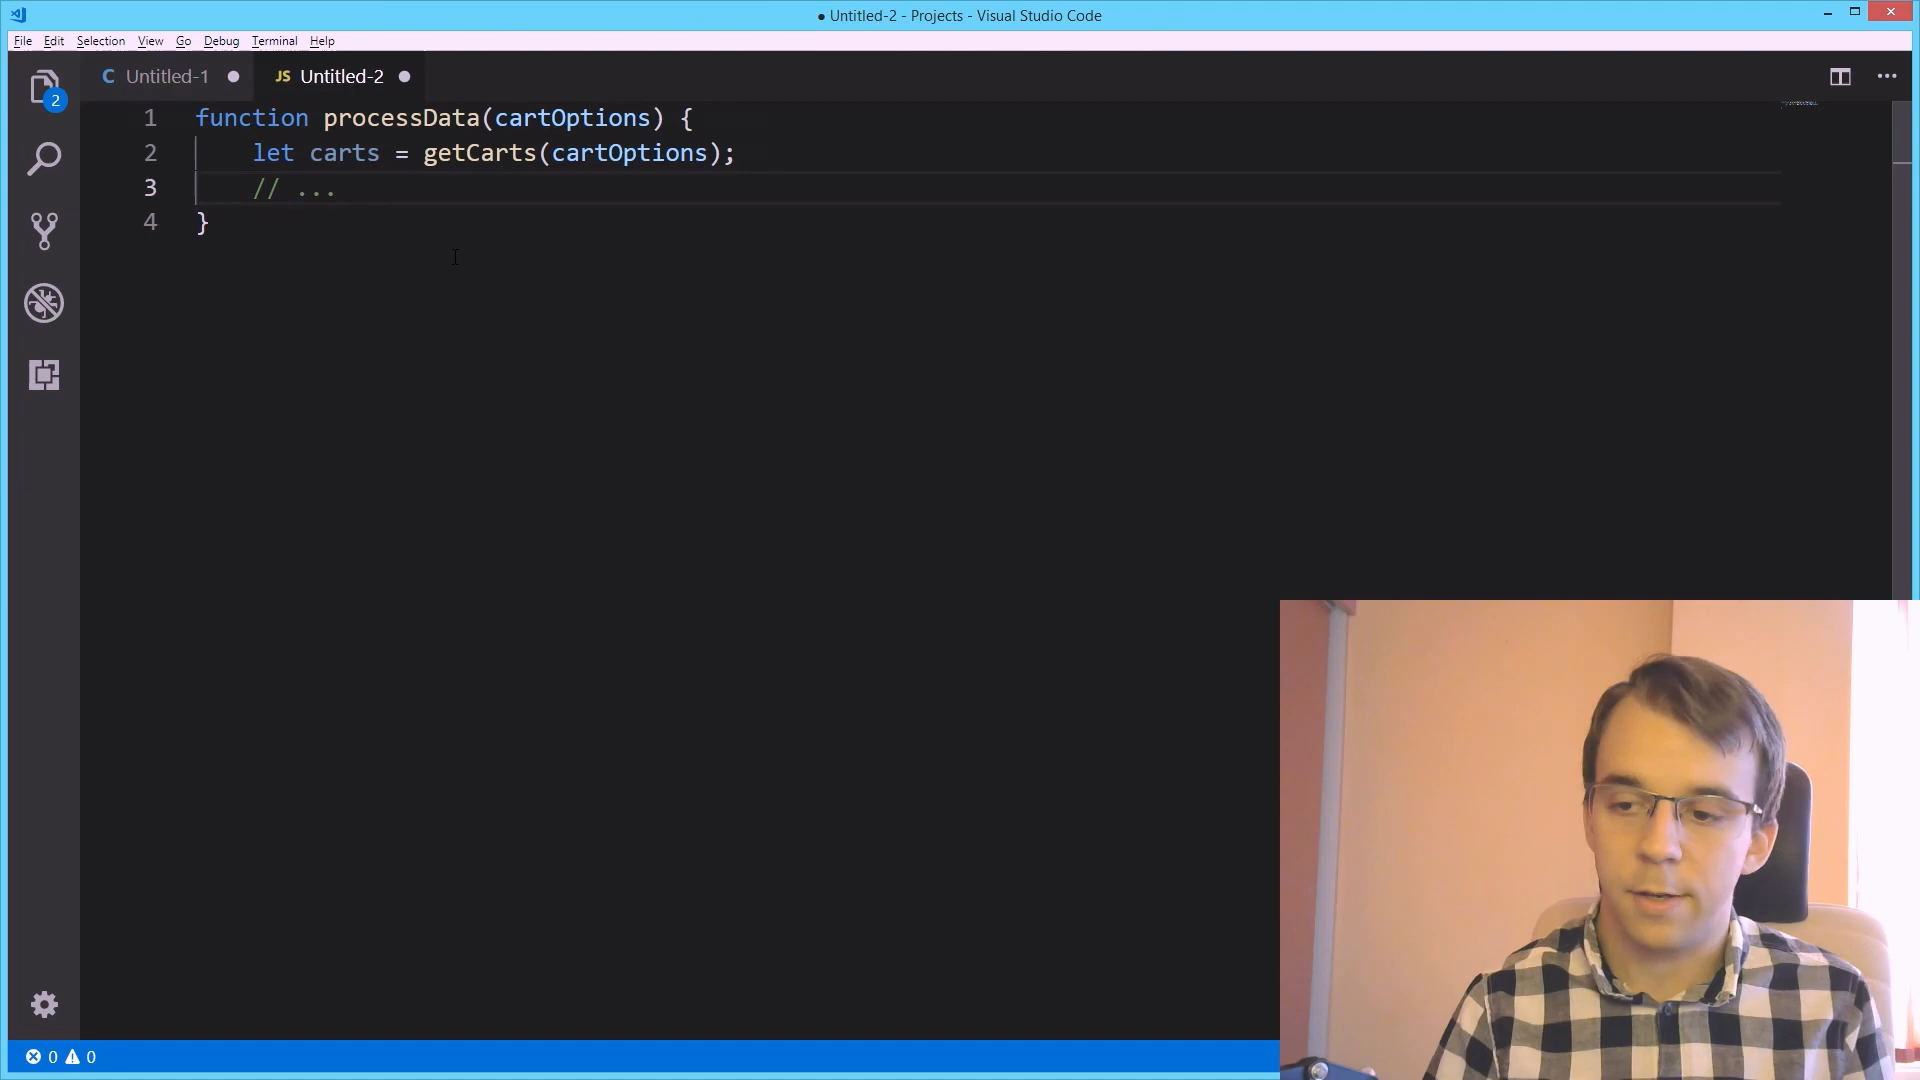 ● Untitled-2 - Projects - Visual Studio Code
File Edit Selection View Go Debug Terminal Help
C Untitled-1 ● JS Untitled-2 ●
2
1 function processData(cartOptions) {
2 let carts = getCarts(cartOptions);
3 // ...
4 }
0 0